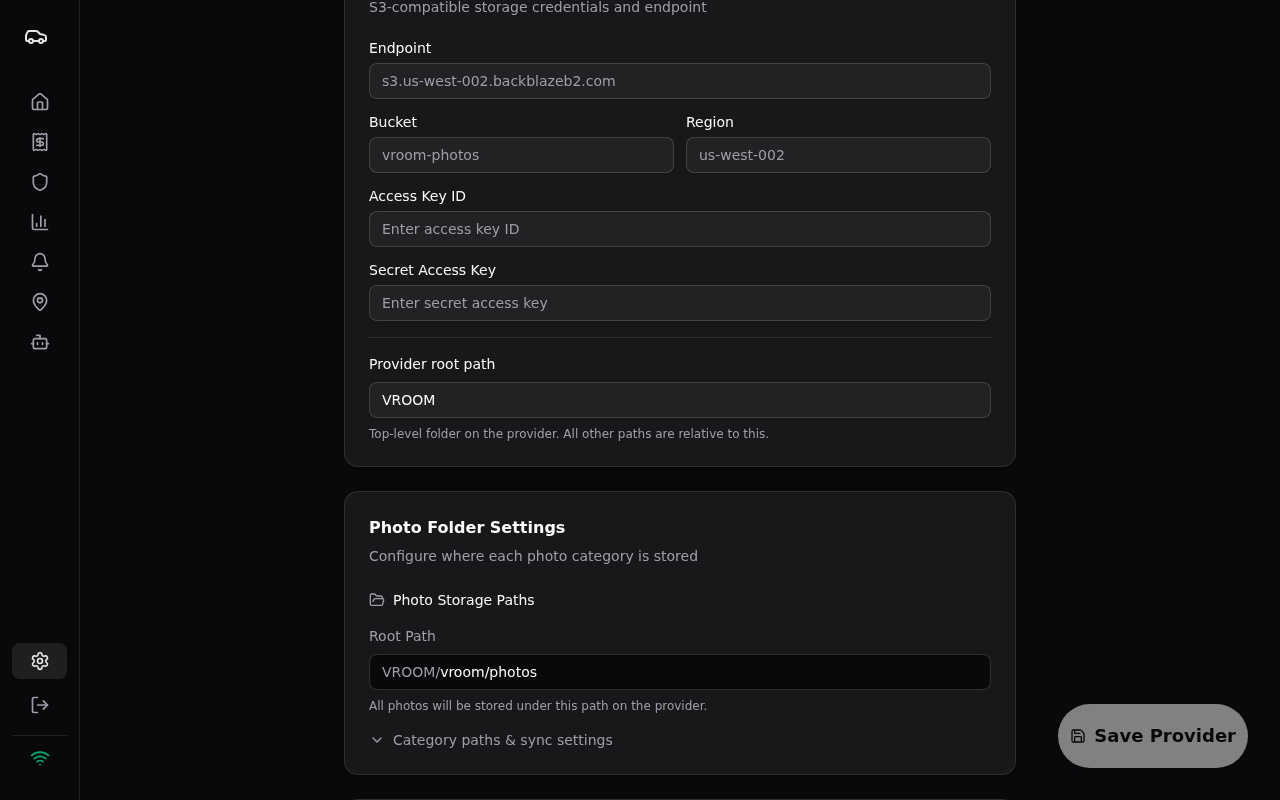 S3-compatible storage credentials and endpoint
Endpoint
s3.us-west-002.backblazeb2.com
Bucket
Region
vroom-photos
us-west-002
Access Key ID
Enter access key ID
Secret Access Key
Enter secret access key
Provider root path
VROOM
Top-level folder on the provider. All other paths are relative to this.
Photo Folder Settings
Configure where each photo category is stored
Photo Storage Paths
Root Path
VROOM/vroom/photos
All photos will be stored under this path on the provider.
Category paths & sync settings
Save Provider